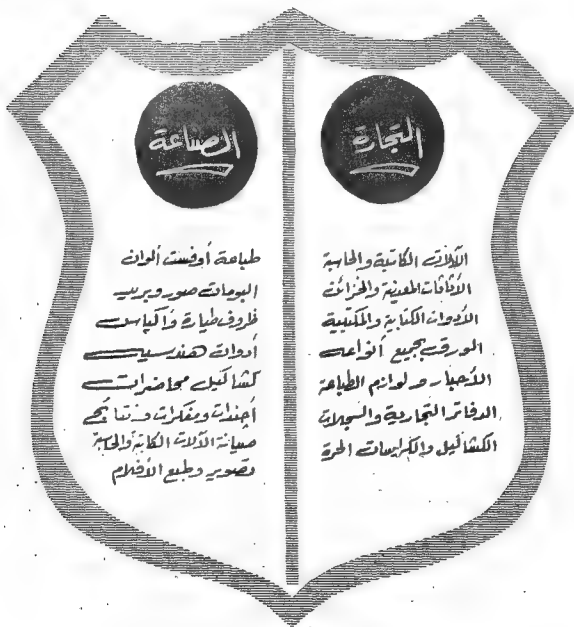 التجارة
الآلات الكاتبة والحاسبة
الأثاثات المعدنية والخزائن
الأدوات الكتابية والمكتبية
الورق بجميع أنواعه
الأحبار ولوازم الطباعة
الدفاتر التجارية والسجلات
الكشاكيل والكراسات الحرة
الصناعة
طباعة أوفست ألوان
البومات صور وبريد
ظروف طيارة وأكياس
أدوات هندسية
كشاكيل محاضرات
أجندات ومفكرات ونتائج
صيانة الآلات الكاتبة والحاسبة
تصوير وطبع الأفلام